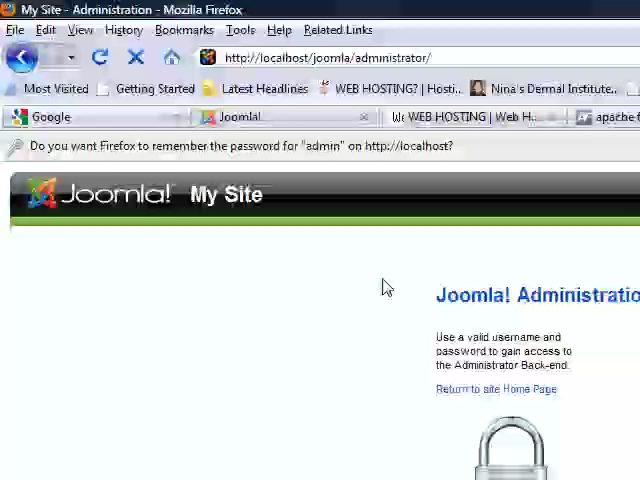 My Site - Administration - Mozilla Firefox
File Edit View History Bookmarks Tools Help Related Links
http://localhost/joomla/administrator/
Most Visited Getting Started Latest Headlines WEB HOSTING? | Hosti... Nina's Dermal Institute...
Google Joomla! WEB HOSTING | Web H... apache f
Do you want Firefox to remember the password for "admin" on http://localhost?
Joomla! My Site
Joomla! Administratio
Use a valid username and
password to gain access to
the Administrator Back-end.
Return to site Home Page